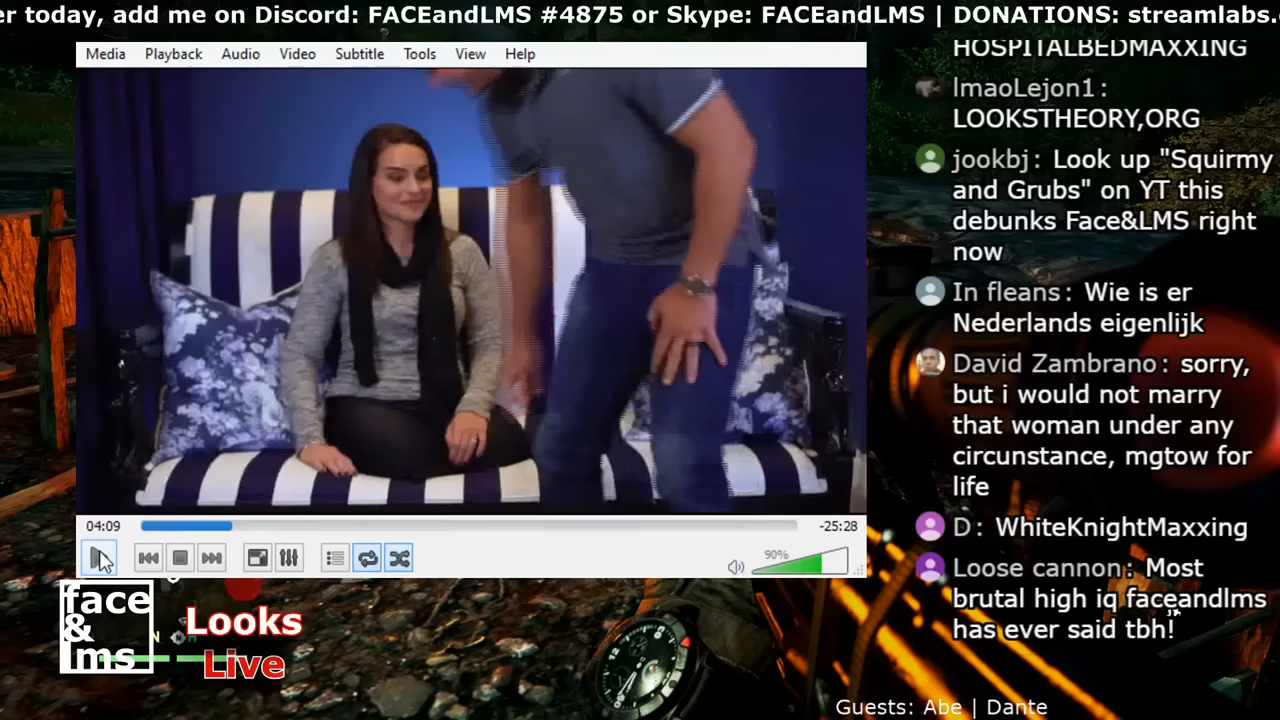 er today, add me on Discord: FACEandLMS #4875 or Skype: FACEandLMS | DONATIONS: streamlabs.
Media Playback Audio Video Subtitle Tools View Help
04:09
-25:28
90%
HOSPITALBEDMAXXING
lmaoLejon1:
LOOKSTHEORY,ORG
jookbj: Look up "Squirmy
and Grubs" on YT this
debunks Face&LMS right
now
In fleans: Wie is er
Nederlands eigenlijk
David Zambrano: sorry,
but i would not marry
that woman under any
circunstance, mgtow for
life
D: WhiteKnightMaxxing
Loose cannon: Most
brutal high iq faceandlms
has ever said tbh!
face
&
lms
Looks
Live
Guests: Abe | Dante